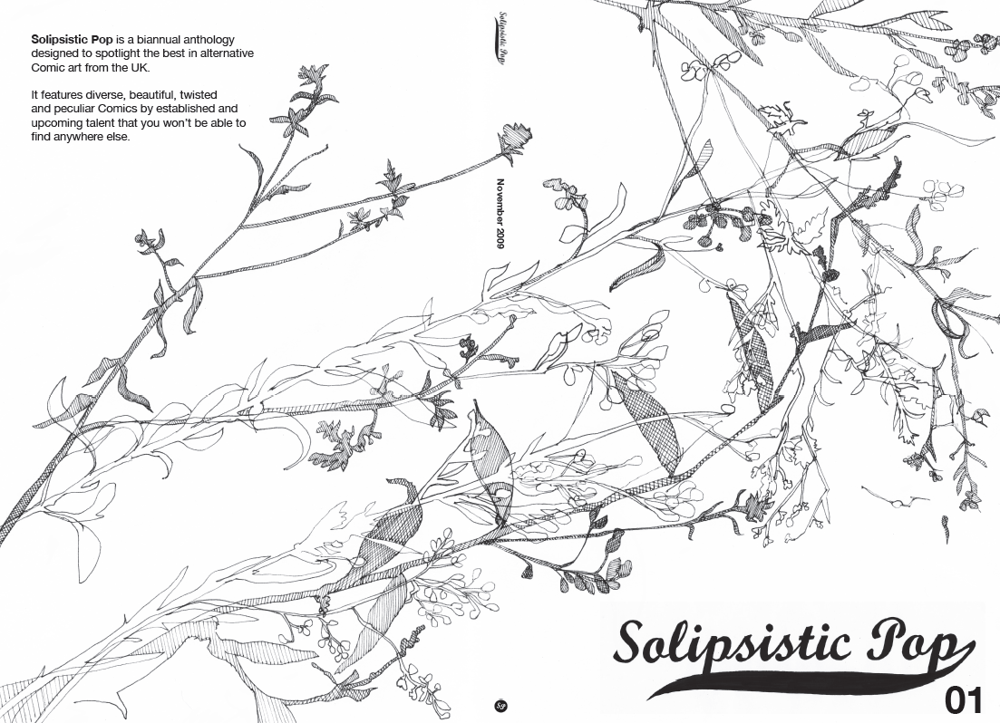 Solipsistic Pop is a biannual anthology
designed to spotlight the best in alternative
Comic art from the UK.
It features diverse, beautiful, twisted
and peculiar Comics by established and
upcoming talent that you won't be able to
find anywhere else.
Solipsistic Pop
November 2009
SP
Solipsistic Pop
01